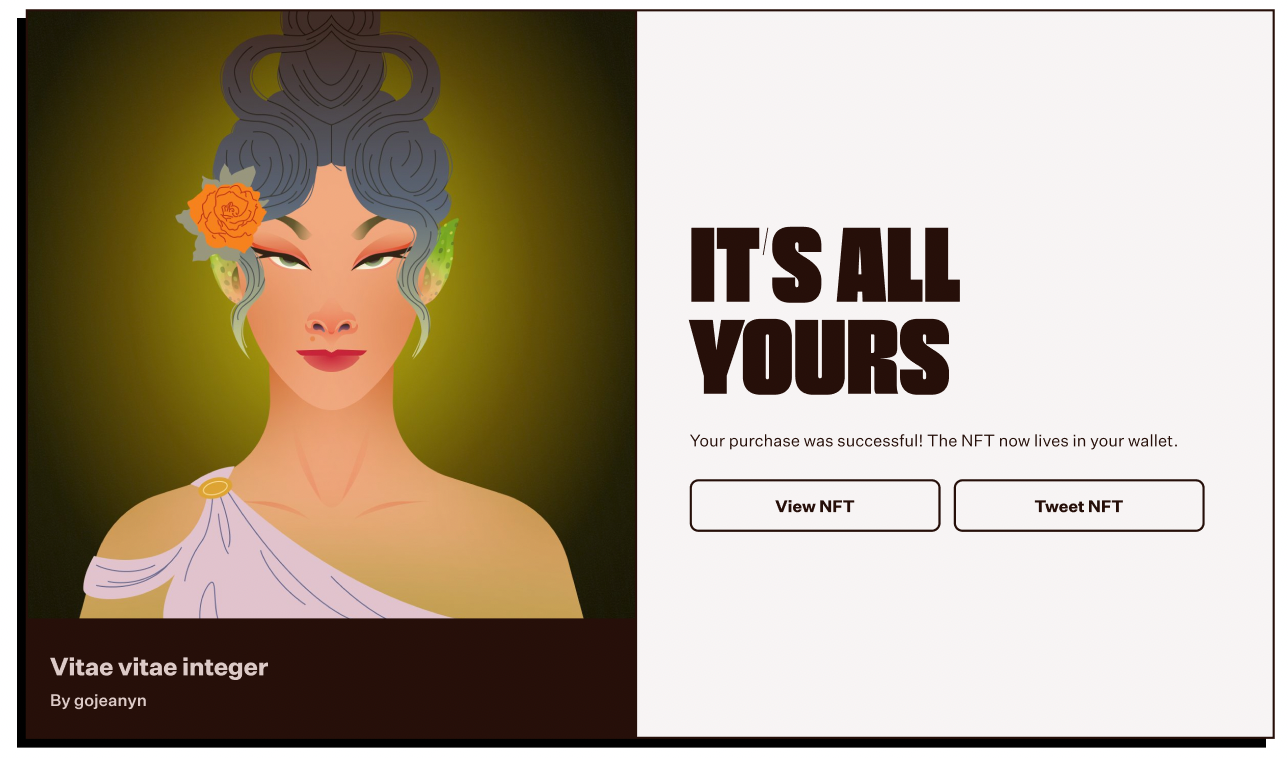 IT'S ALL
YOURS
Your purchase was successful! The NFT now lives in your wallet.
View NFT
Tweet NFT
Vitae vitae integer
By gojeanyn